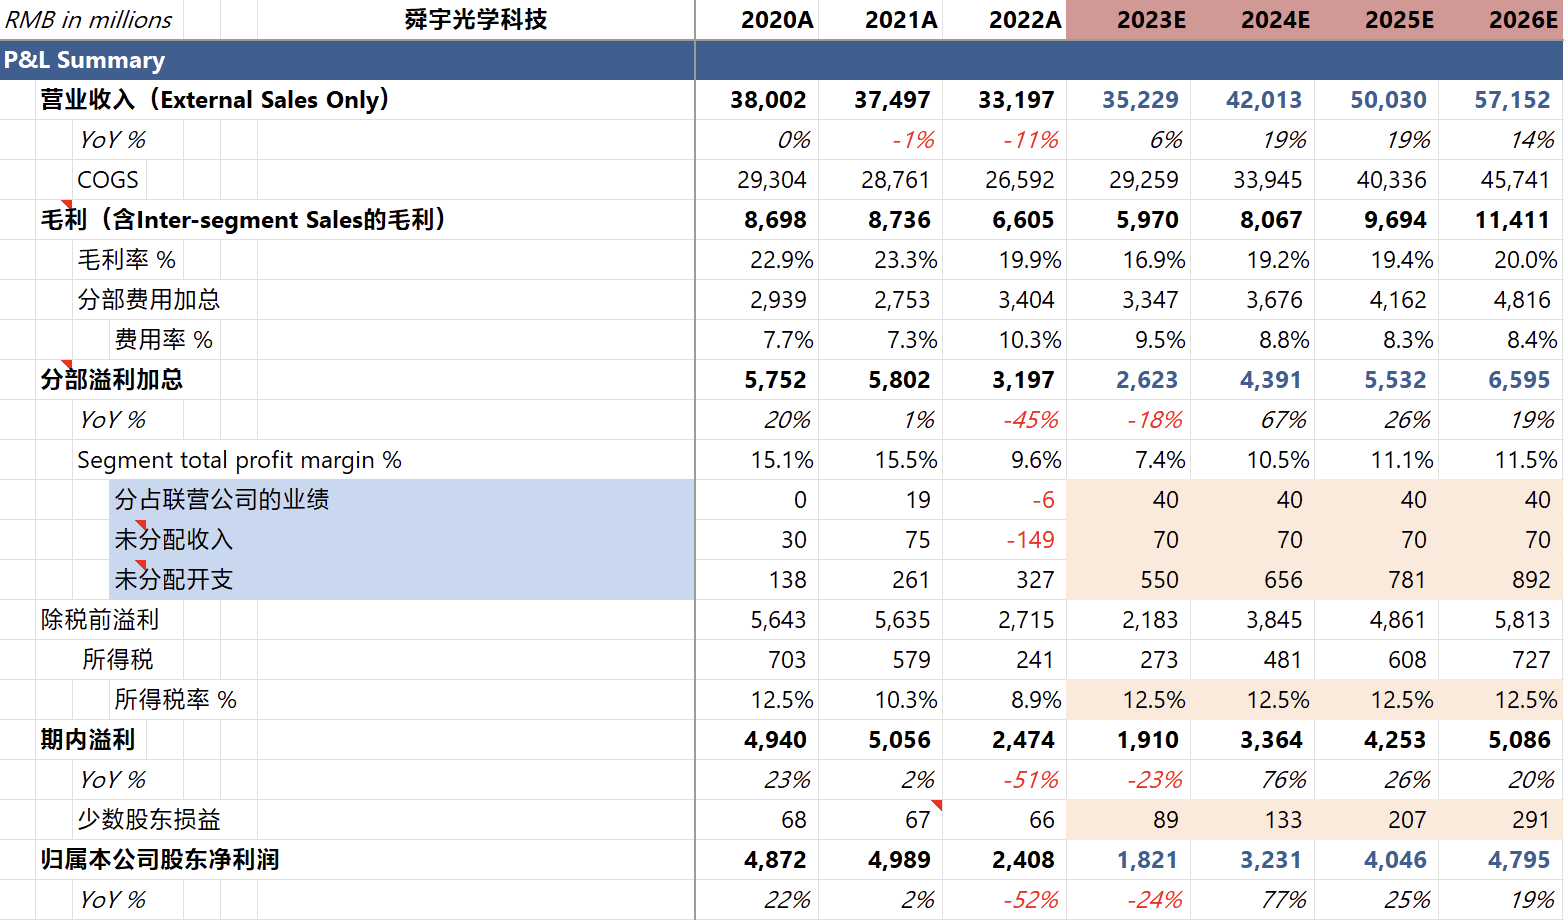 RMB in millions 舜宇光学科技 2020A 2021A 2022A 2023E 2024E 2025E 2026E
P&L Summary
营业收入（External Sales Only） 38,002 37,497 33,197 35,229 42,013 50,030 57,152
YoY % 0% -1% -11% 6% 19% 19% 14%
COGS 29,304 28,761 26,592 29,259 33,945 40,336 45,741
毛利（含Inter-segment Sales的毛利） 8,698 8,736 6,605 5,970 8,067 9,694 11,411
毛利率 % 22.9% 23.3% 19.9% 16.9% 19.2% 19.4% 20.0%
分部费用加总 2,939 2,753 3,404 3,347 3,676 4,162 4,816
费用率 % 7.7% 7.3% 10.3% 9.5% 8.8% 8.3% 8.4%
分部溢利加总 5,752 5,802 3,197 2,623 4,391 5,532 6,595
YoY % 20% 1% -45% -18% 67% 26% 19%
Segment total profit margin % 15.1% 15.5% 9.6% 7.4% 10.5% 11.1% 11.5%
分占联营公司的业绩 0 19 -6 40 40 40 40
未分配收入 30 75 -149 70 70 70 70
未分配开支 138 261 327 550 656 781 892
除税前溢利 5,643 5,635 2,715 2,183 3,845 4,861 5,813
所得税 703 579 241 273 481 608 727
所得税率 % 12.5% 10.3% 8.9% 12.5% 12.5% 12.5% 12.5%
期内溢利 4,940 5,056 2,474 1,910 3,364 4,253 5,086
YoY % 23% 2% -51% -23% 76% 26% 20%
少数股东损益 68 67 66 89 133 207 291
归属本公司股东净利润 4,872 4,989 2,408 1,821 3,231 4,046 4,795
YoY % 22% 2% -52% -24% 77% 25% 19%